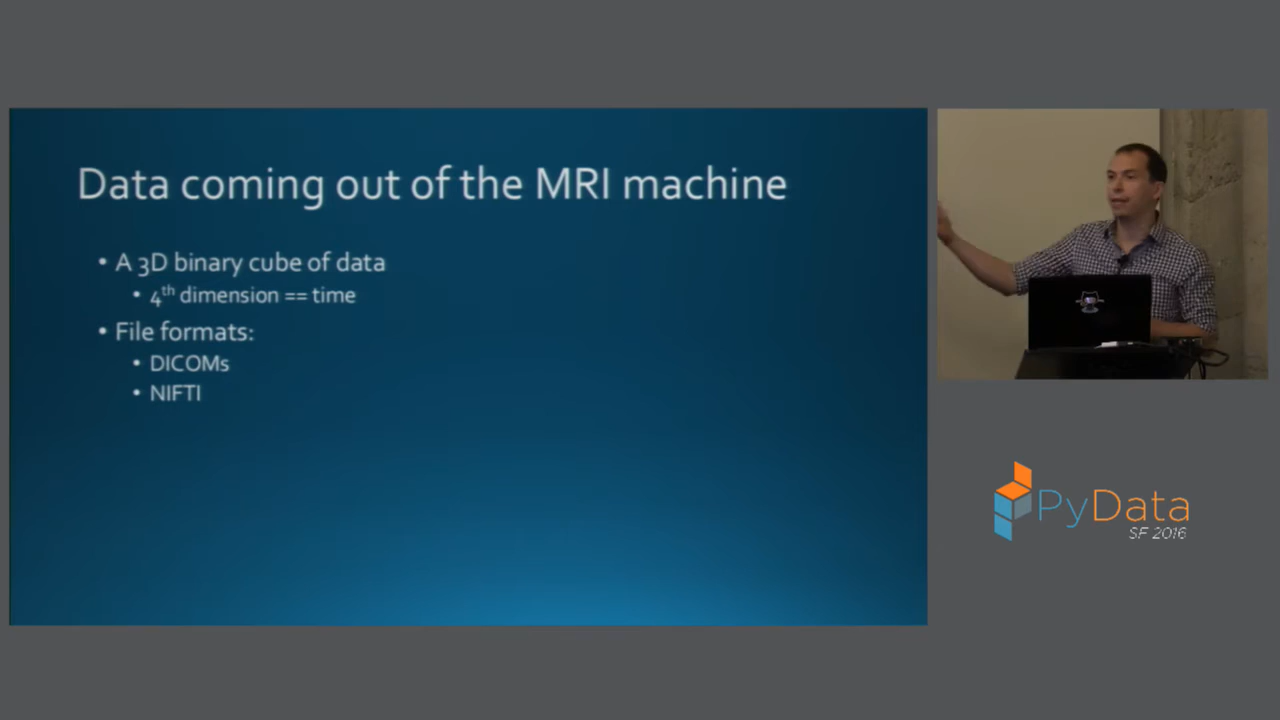 Data coming out of the MRI machine
• A 3D binary cube of data
• 4th dimension == time
• File formats:
• DICOMs
• NIFTI
PyData
SF 2016